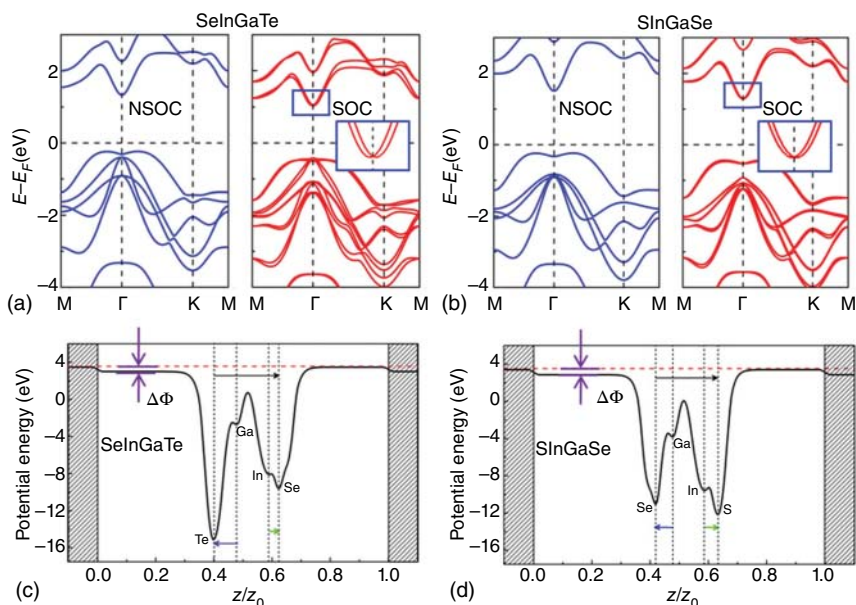 SeInGaTe
SInGaSe
2
0
−2
−4
E–E_F(eV)
NSOC
SOC
M Γ K M
M Γ K M
(a)
2
0
−2
−4
E–E_F(eV)
NSOC
SOC
M Γ K M
M Γ K M
(b)
4
0
−4
−8
−12
−16
Potential energy (eV)
ΔΦ
SeInGaTe
Ga
In
Se
Te
0.0 0.2 0.4 0.6 0.8 1.0
z/z₀
(c)
4
0
−4
−8
−12
−16
Potential energy (eV)
ΔΦ
SInGaSe
Ga
In
Se
S
0.0 0.2 0.4 0.6 0.8 1.0
z/z₀
(d)